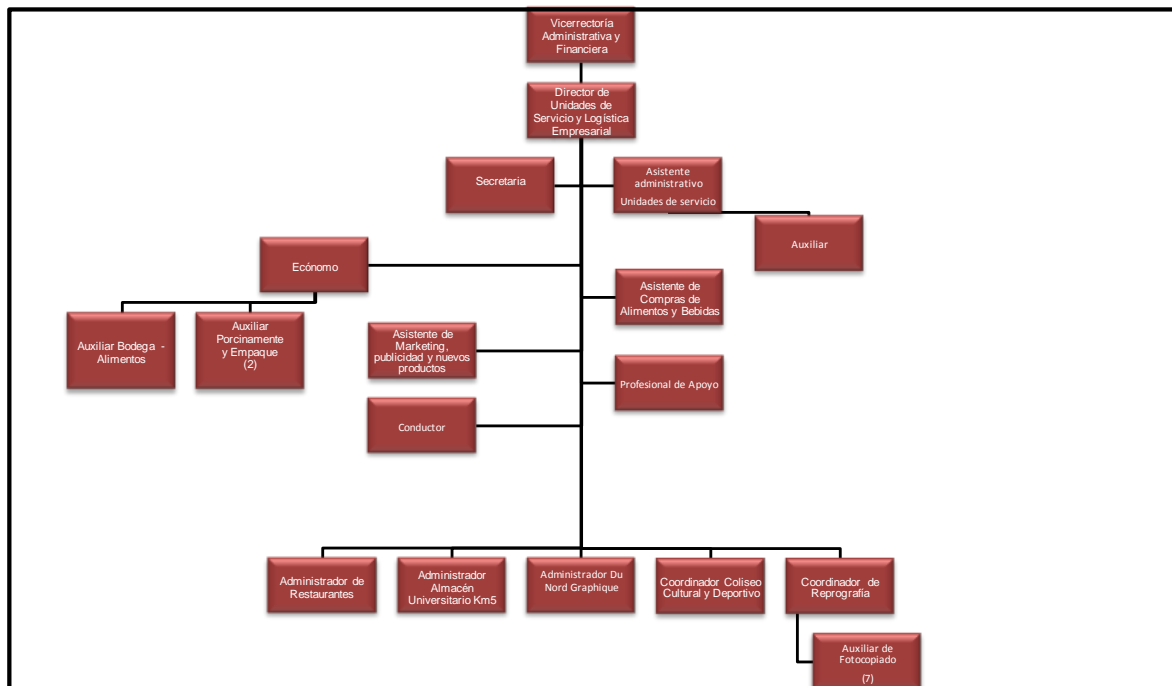 Vicerrectoría
Administrativa y
Financiera
Director de
Unidades de
Servicio y Logística
Empresarial
Secretaria
Asistente
administrativo
Unidades de servicio
Auxiliar
Ecónomo
Asistente de
Compras de
Alimentos y Bebidas
Auxiliar Bodega -
Alimentos
Auxiliar
Porcinamente
y Empaque
(2)
Asistente de
Marketing,
publicidad y nuevos
productos
Profesional de Apoyo
Conductor
Administrador de
Restaurantes
Administrador
Almacén
Universitario Km5
Administrador Du
Nord Graphique
Coordinador Coliseo
Cultural y Deportivo
Coordinador de
Reprografía
Auxiliar de
Fotocopiado
(7)